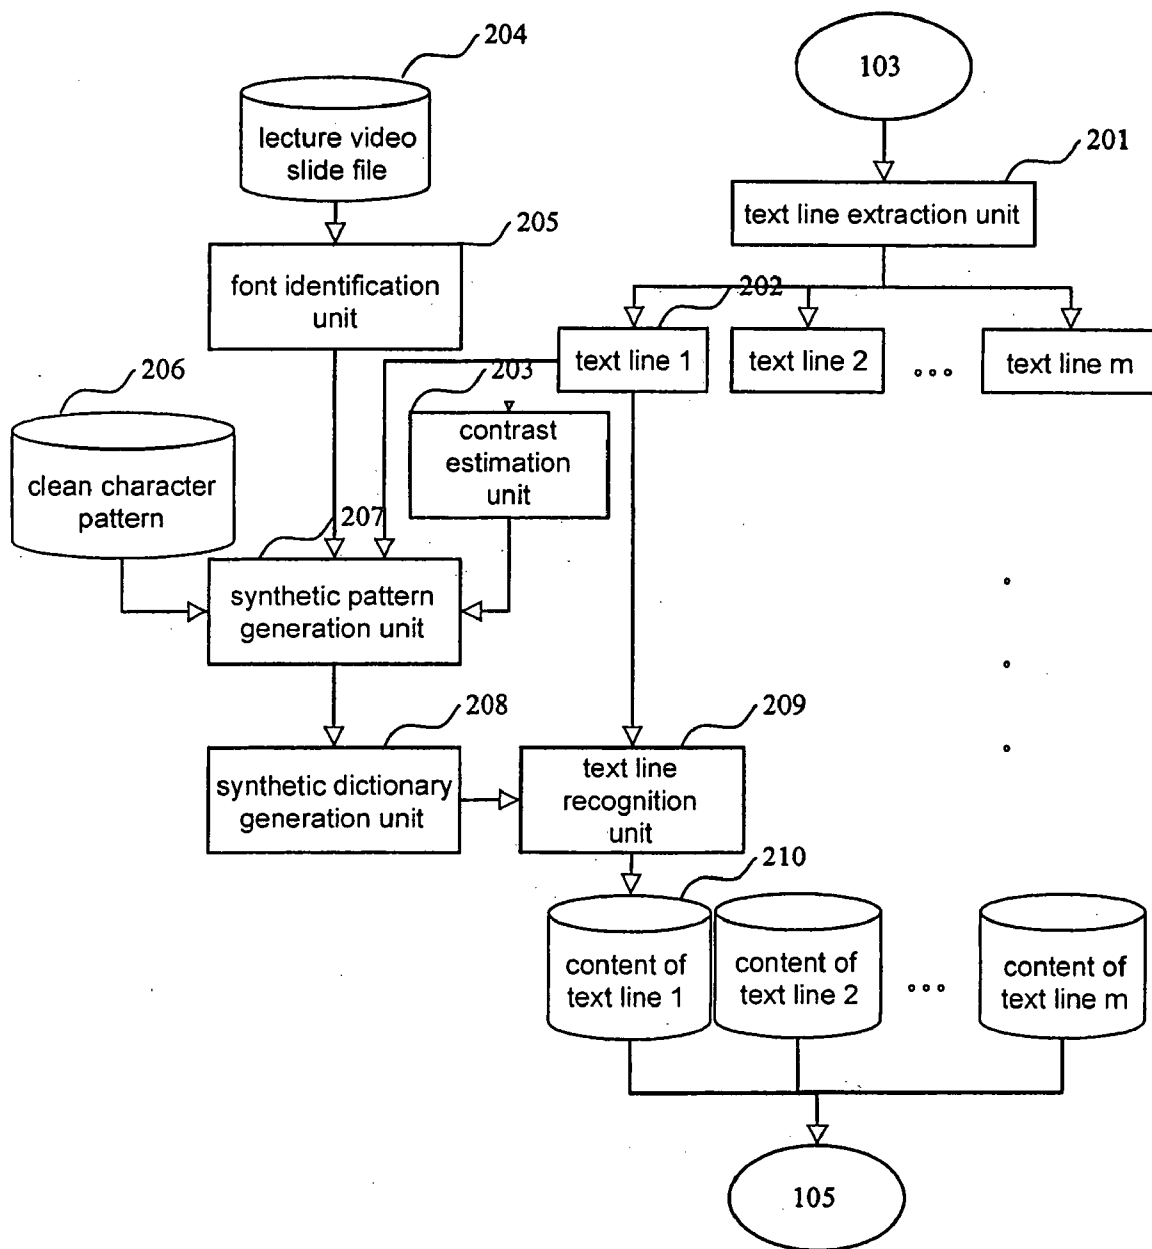 204
103
lecture video
slide file
201
text line extraction unit
205
font identification
unit
202
text line 1
text line 2
text line m
206
203
clean character
pattern
contrast
estimation
unit
207
synthetic pattern
generation unit
208
209
synthetic dictionary
generation unit
text line
recognition
unit
210
content of
text line 1
content of
text line 2
content of
text line m
105